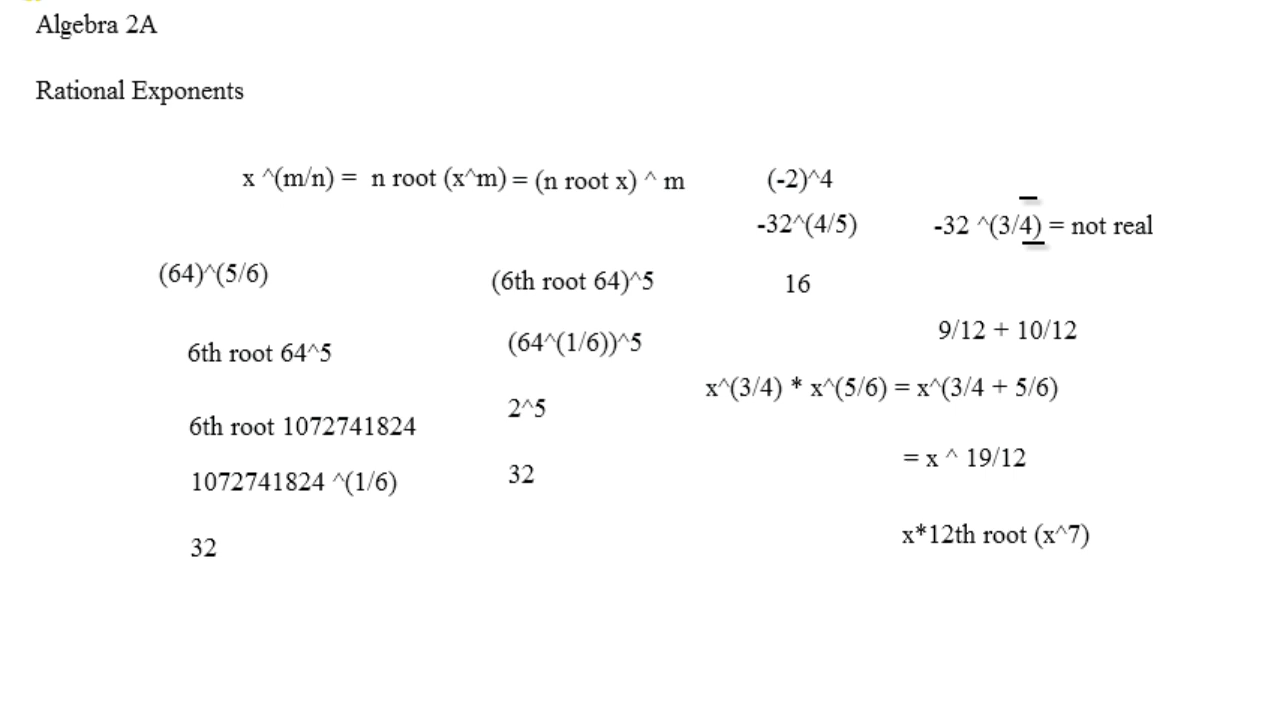 Algebra 2A
Rational Exponents
x ^(m/n) = n root (x^m) = (n root x) ^ m
(-2)^4
-32^(4/5)
-32 ^(3/4) = not real
(64)^(5/6)
(6th root 64)^5
16
6th root 64^5
(64^(1/6))^5
9/12 + 10/12
x^(3/4) * x^(5/6) = x^(3/4 + 5/6)
2^5
6th root 1072741824
= x ^ 19/12
1072741824 ^(1/6)
32
x*12th root (x^7)
32